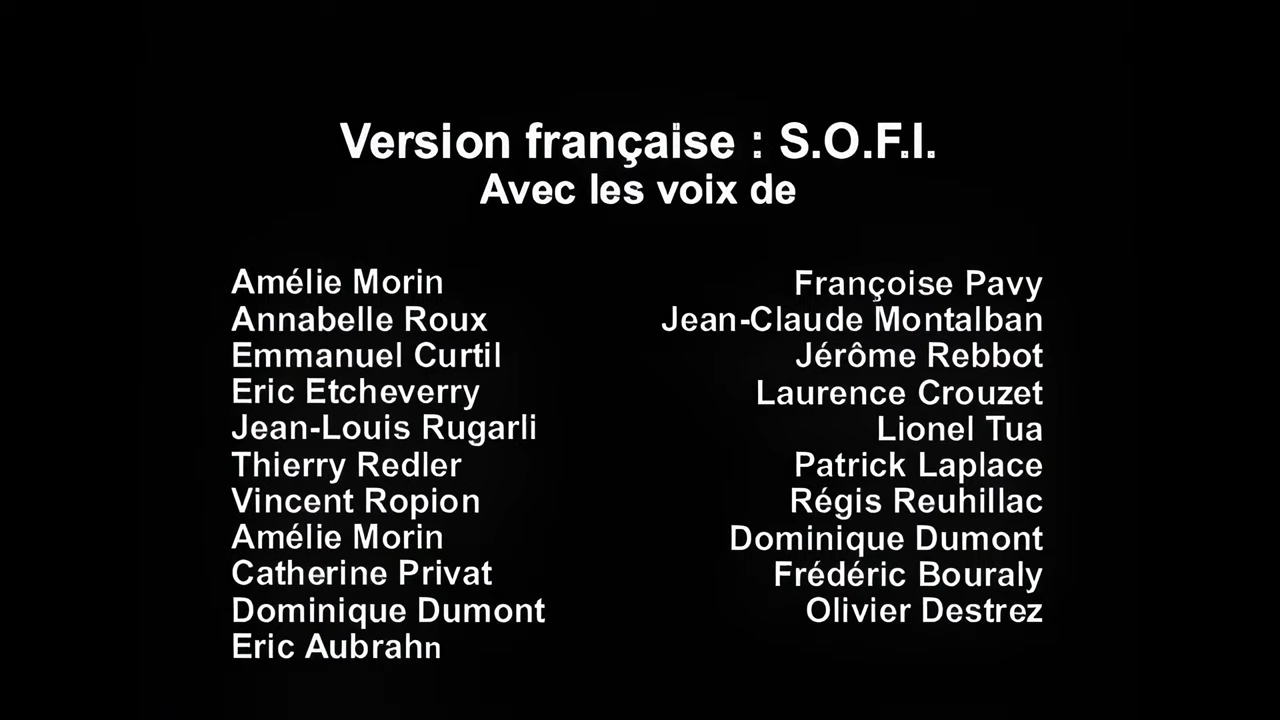 Version française : S.O.F.I.
Avec les voix de
Amélie Morin
Annabelle Roux
Emmanuel Curtil
Eric Etcheverry
Jean-Louis Rugarli
Thierry Redler
Vincent Ropion
Amélie Morin
Catherine Privat
Dominique Dumont
Eric Aubrahn
Françoise Pavy
Jean-Claude Montalban
Jérôme Rebbot
Laurence Crouzet
Lionel Tua
Patrick Laplace
Régis Reuhillac
Dominique Dumont
Frédéric Bouraly
Olivier Destrez